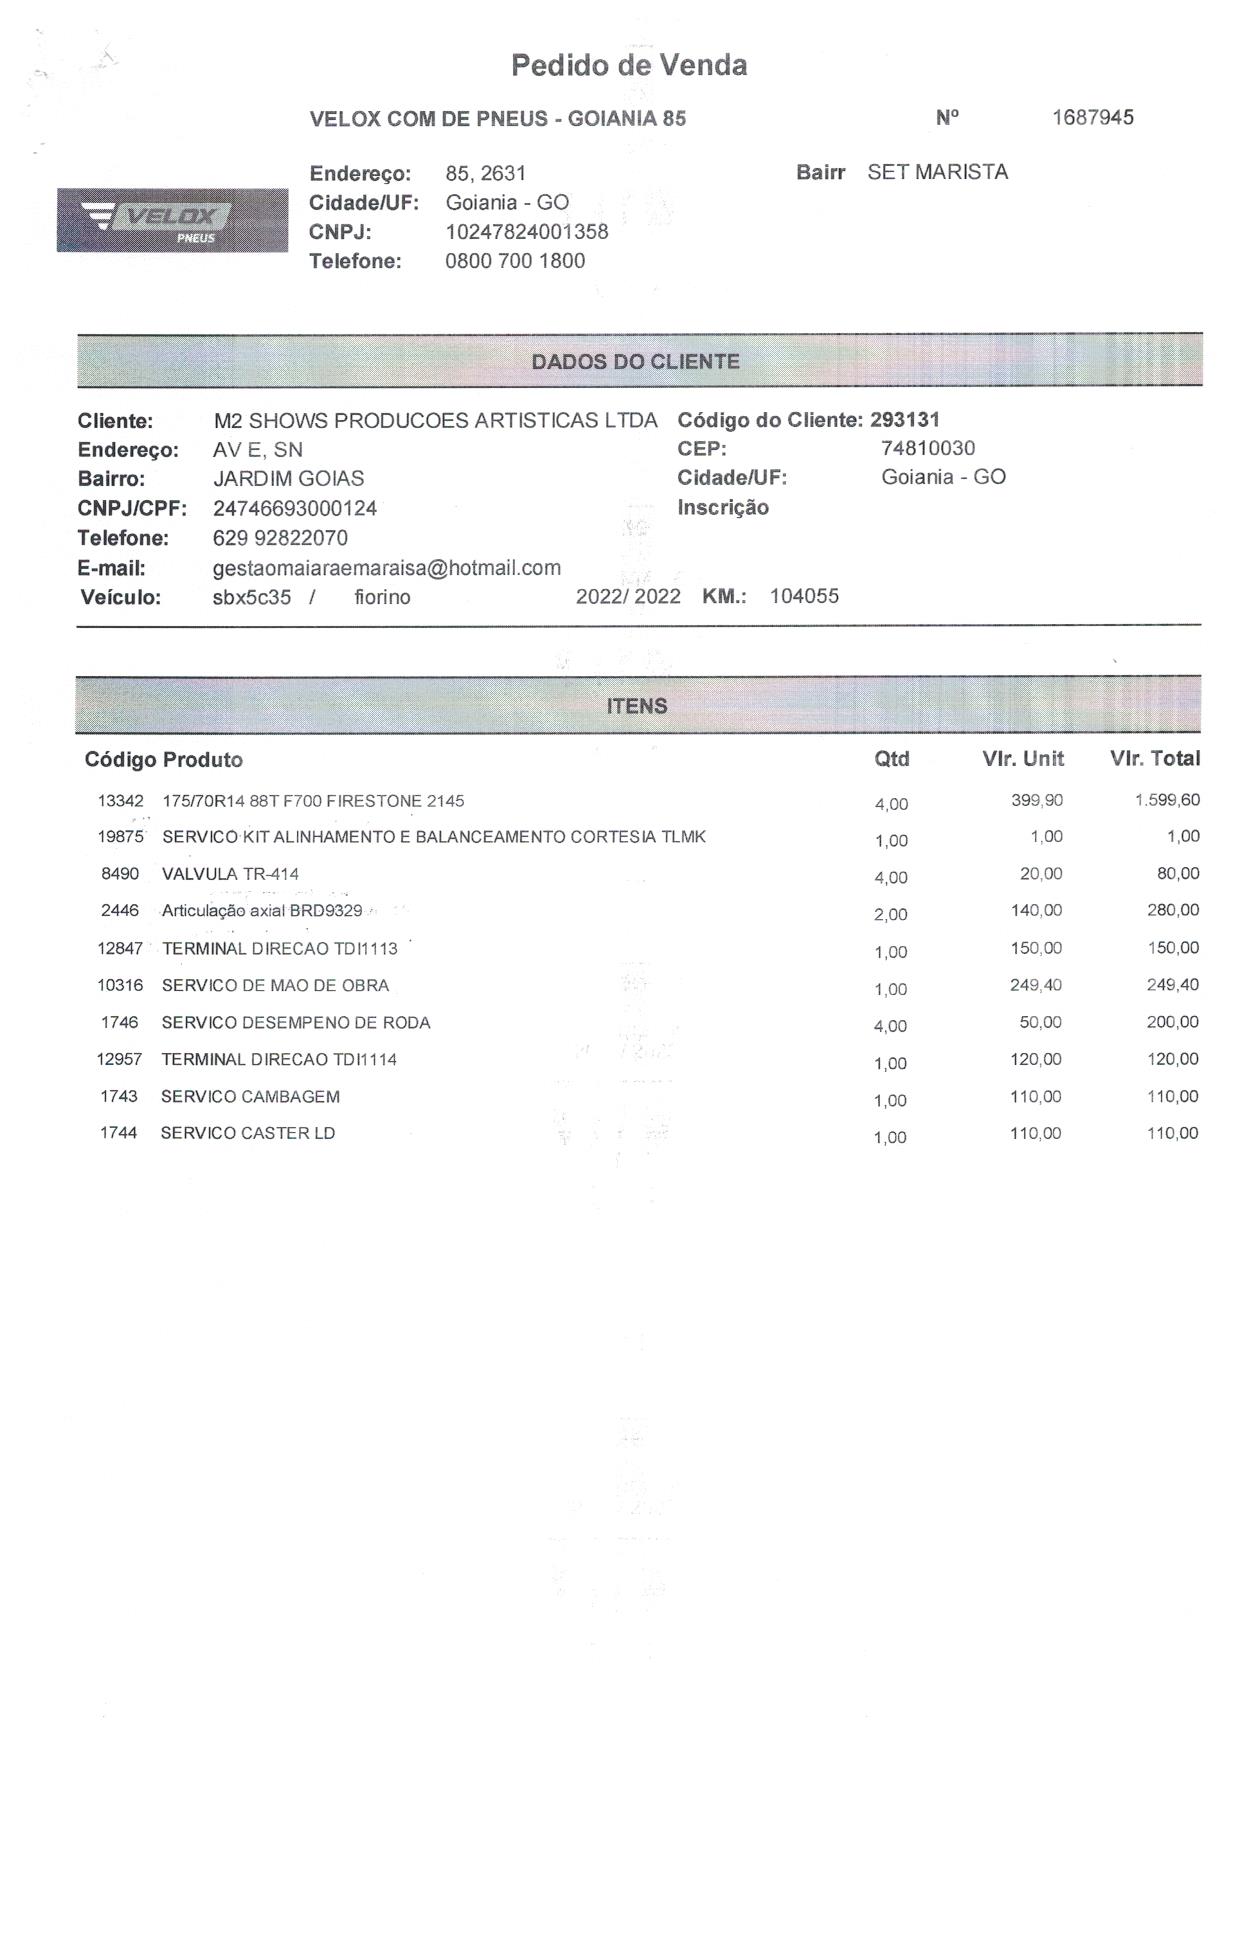 Pedido de Venda
VELOX COM DE PNEUS - GOIANIA 85 Nº 1687945
Endereço: 85, 2631 Bairr SET MARISTA
Cidade/UF: Goiania - GO
CNPJ: 10247824001358
Telefone: 0800 700 1800
VELOX
PNEUS
DADOS DO CLIENTE
Cliente: M2 SHOWS PRODUCOES ARTISTICAS LTDA Código do Cliente: 293131
Endereço: AV E, SN CEP: 74810030
Bairro: JARDIM GOIAS Cidade/UF: Goiania - GO
CNPJ/CPF: 24746693000124 Inscrição
Telefone: 629 92822070
E-mail: gestaomaiaraemaraisa@hotmail.com
Veículo: sbx5c35 / fiorino 2022/ 2022 KM.: 104055
ITENS
Código Produto Qtd Vlr. Unit Vlr. Total
13342 175/70R14 88T F700 FIRESTONE 2145 4,00 399,90 1.599,60
19875 SERVICO KIT ALINHAMENTO E BALANCEAMENTO CORTESIA TLMK 1,00 1,00 1,00
8490 VALVULA TR-414 4,00 20,00 80,00
2446 Articulação axial BRD9329 2,00 140,00 280,00
12847 TERMINAL DIRECAO TDI1113 1,00 150,00 150,00
10316 SERVICO DE MAO DE OBRA 1,00 249,40 249,40
1746 SERVICO DESEMPENO DE RODA 4,00 50,00 200,00
12957 TERMINAL DIRECAO TDI1114 1,00 120,00 120,00
1743 SERVICO CAMBAGEM 1,00 110,00 110,00
1744 SERVICO CASTER LD 1,00 110,00 110,00